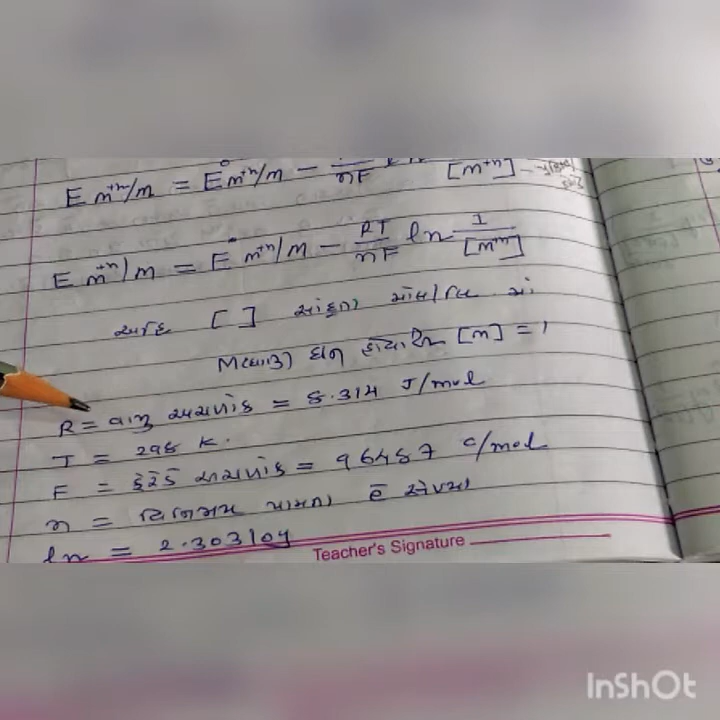 E m⁺ⁿ/m = E° m⁺ⁿ/m − /nF [m⁺ⁿ]
E m⁺ⁿ/m = E° m⁺ⁿ/M − RT/nF ln 1/[m⁺ⁿ]
[ ] સાંદ્રતા માં
M ઘન [m] = 1
R = વાયુ અચળાંક = 8.314 J/mol
T = 298 K.
F = ફેરેડે અચળાંક = 96487 C/mol
n = વિનિમય પામતા ē સંખ્યા
ln = 2.303 log
Teacher's Signature
InShOt